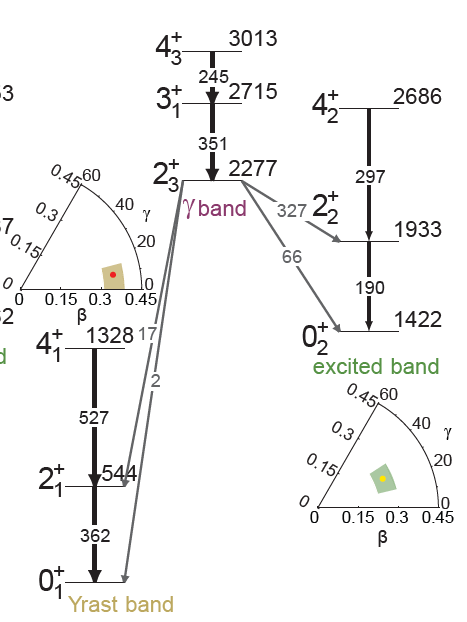 4₃⁺ 3013
245
3₁⁺ 2715
351
2₃⁺ 2277
γ band
4₂⁺ 2686
297
327
2₂⁺ 1933
66
190
0₂⁺ 1422
excited band
53
0.45 60
0.3 40 γ
37
0.15 20
0 0
0 0.15 0.3 0.45
β
62
d
4₁⁺ 1328
17
2
527
2₁⁺ 544
362
0₁⁺
Yrast band
0.45 60
0.3 40 γ
0.15 20
0 0
0 0.15 0.3 0.45
β